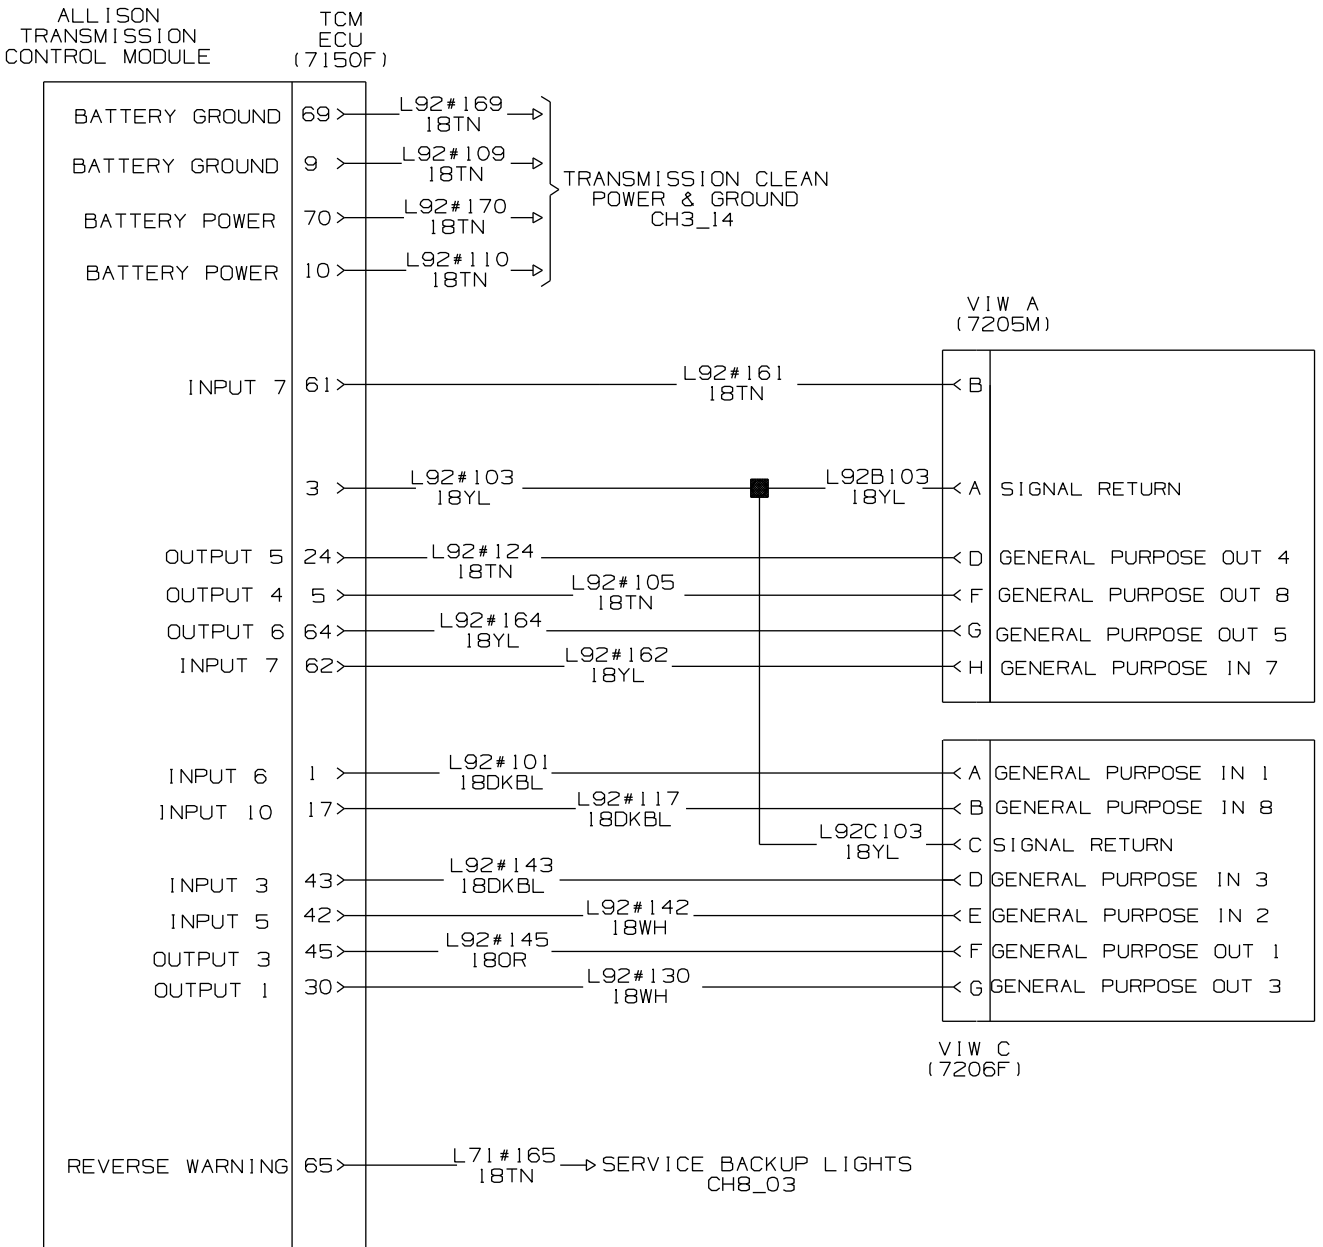 ALLISON
TRANSMISSION
CONTROL MODULE
TCM
ECU
(7150F)
BATTERY GROUND 69 L92#169
18TN
BATTERY GROUND 9 L92#109
18TN
BATTERY POWER 70 L92#170
18TN
BATTERY POWER 10 L92#110
18TN
TRANSMISSION CLEAN
POWER & GROUND
CH3_14
VIW A
(7205M)
INPUT 7 61 L92#161 B
18TN
3 L92#103 L92B103 A SIGNAL RETURN
18YL 18YL
OUTPUT 5 24 L92#124 D GENERAL PURPOSE OUT 4
18TN
OUTPUT 4 5 L92#105 F GENERAL PURPOSE OUT 8
18TN
OUTPUT 6 64 L92#164 G GENERAL PURPOSE OUT 5
18YL
INPUT 7 62 L92#162 H GENERAL PURPOSE IN 7
18YL
INPUT 6 1 L92#101 A GENERAL PURPOSE IN 1
18DKBL
INPUT 10 17 L92#117 B GENERAL PURPOSE IN 8
18DKBL
L92C103 C SIGNAL RETURN
18YL
INPUT 3 43 L92#143 D GENERAL PURPOSE IN 3
18DKBL
INPUT 5 42 L92#142 E GENERAL PURPOSE IN 2
18WH
OUTPUT 3 45 L92#145 F GENERAL PURPOSE OUT 1
18OR
OUTPUT 1 30 L92#130 G GENERAL PURPOSE OUT 3
18WH
VIW C
(7206F)
REVERSE WARNING 65 L71#165 SERVICE BACKUP LIGHTS
18TN CH8_03